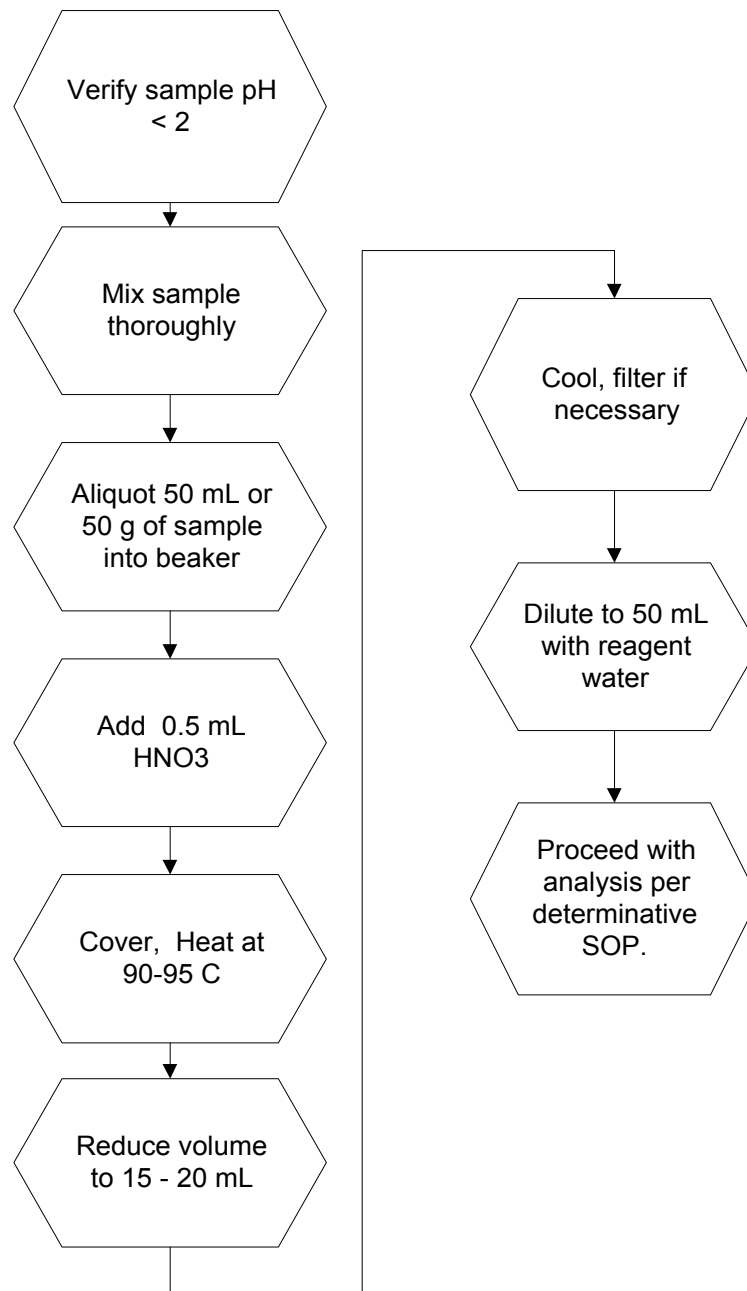 Verify sample pH
< 2
Mix sample
thoroughly
Aliquot 50 mL or
50 g of sample
into beaker
Add  0.5 mL
HNO3
Cover,  Heat at
90-95 C
Reduce volume
to 15 - 20 mL
Cool, filter if
necessary
Dilute to 50 mL
with reagent
water
Proceed with
analysis per
determinative
SOP.